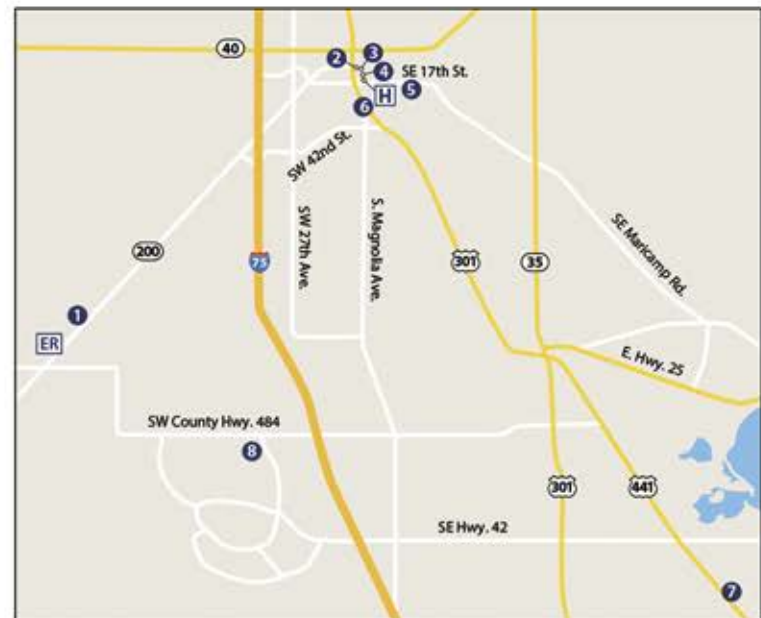 40
2
3
4
SE 17th St.
5
H
6
SW 42nd St.
200
SW 27th Ave.
S. Magnolia Ave.
75
301
35
SE Maricamp Rd.
1
ER
E. Hwy. 25
SW County Hwy. 484
8
301
441
SE Hwy. 42
7